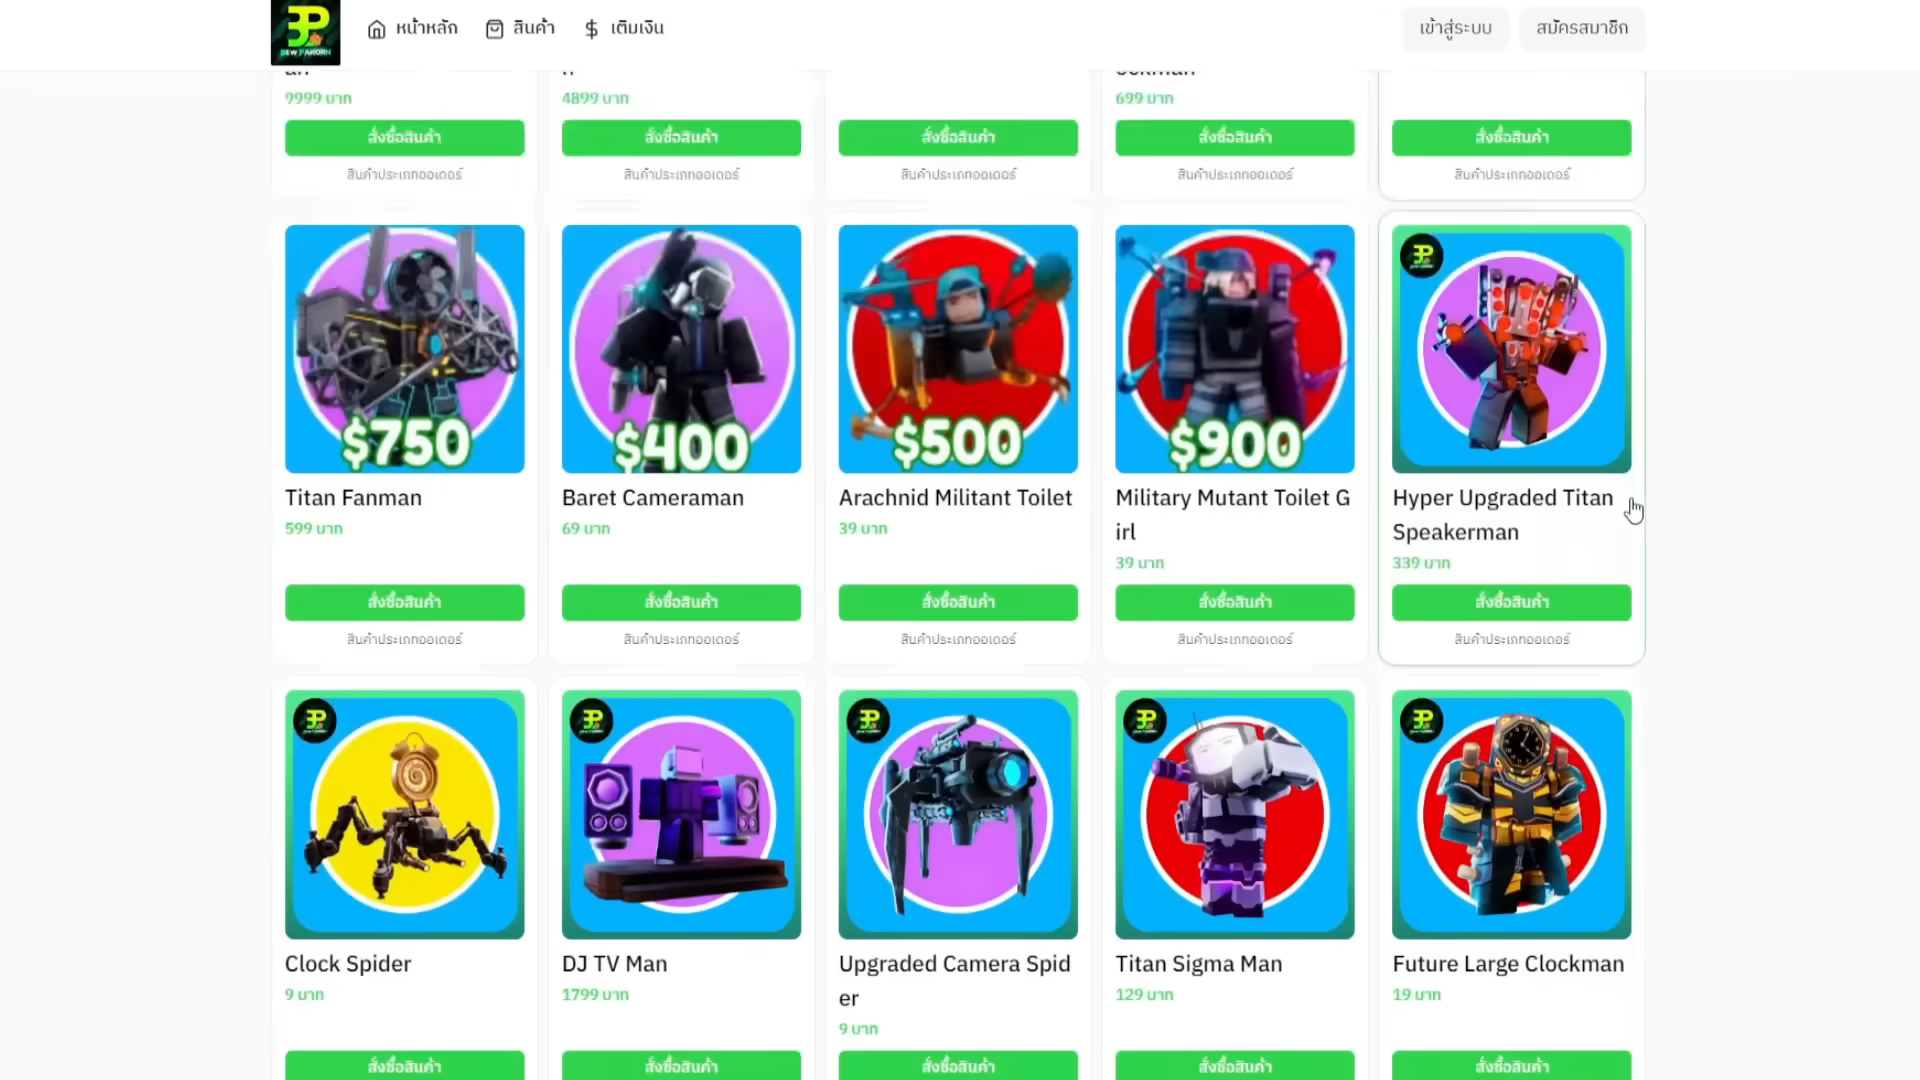 BEW PAKORN
หน้าหลัก
สินค้า
เติมเงิน
เข้าสู่ระบบ
สมัครสมาชิก
9999 บาท
4899 บาท
699 บาท
สั่งซื้อสินค้า
สั่งซื้อสินค้า
สั่งซื้อสินค้า
สั่งซื้อสินค้า
สั่งซื้อสินค้า
สินค้าประเภทออเดอร์
สินค้าประเภทออเดอร์
สินค้าประเภทออเดอร์
สินค้าประเภทออเดอร์
สินค้าประเภทออเดอร์
$750
$400
$500
$900
Titan Fanman
599 บาท
Baret Cameraman
69 บาท
Arachnid Militant Toilet
39 บาท
Military Mutant Toilet G
irl
39 บาท
Hyper Upgraded Titan
Speakerman
339 บาท
สั่งซื้อสินค้า
สั่งซื้อสินค้า
สั่งซื้อสินค้า
สั่งซื้อสินค้า
สั่งซื้อสินค้า
สินค้าประเภทออเดอร์
สินค้าประเภทออเดอร์
สินค้าประเภทออเดอร์
สินค้าประเภทออเดอร์
สินค้าประเภทออเดอร์
Clock Spider
9 บาท
DJ TV Man
1799 บาท
Upgraded Camera Spid
er
9 บาท
Titan Sigma Man
129 บาท
Future Large Clockman
19 บาท
สั่งซื้อสินค้า
สั่งซื้อสินค้า
สั่งซื้อสินค้า
สั่งซื้อสินค้า
สั่งซื้อสินค้า